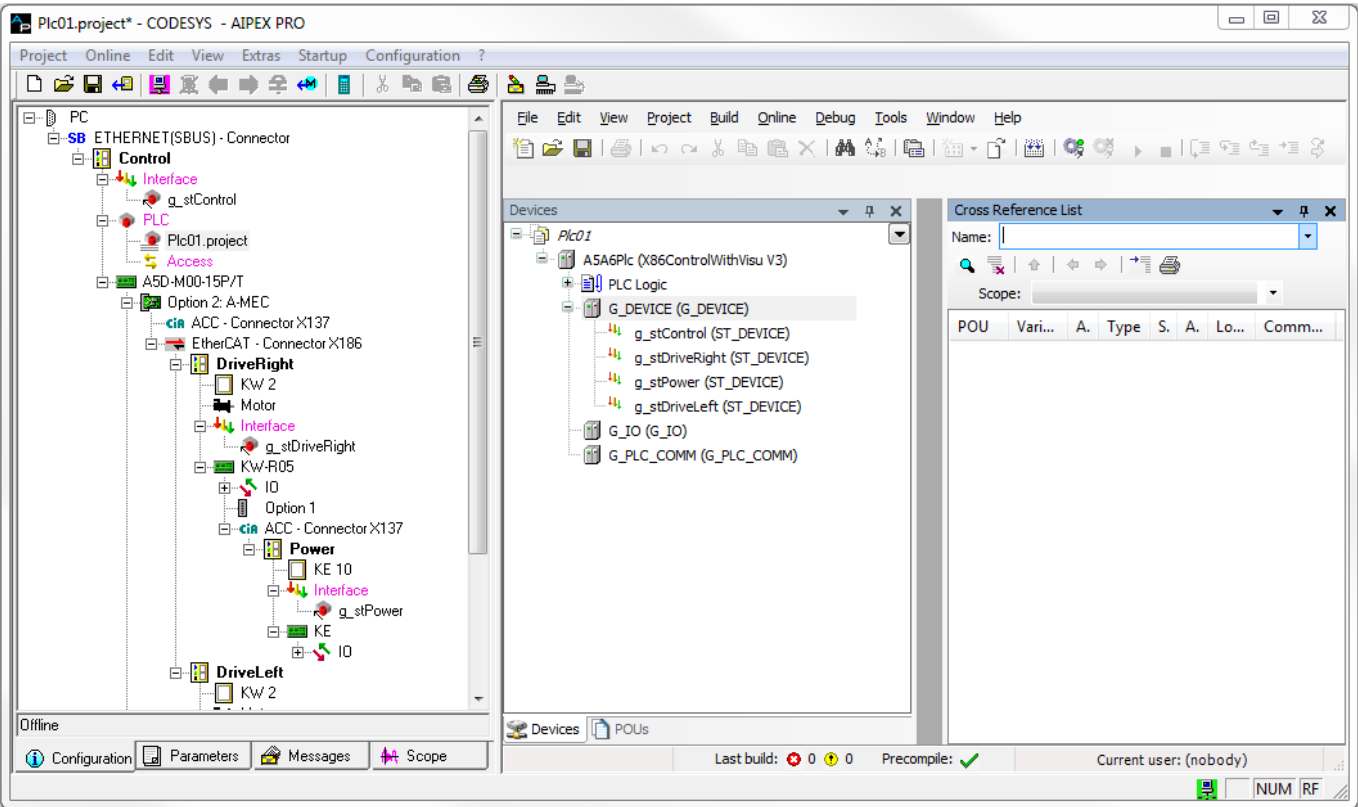 Plc01.project* - CODESYS - AIPEX PRO
Project Online Edit View Extras Startup Configuration ?
PC
SB ETHERNET(SBUS) - Connector
Control
Interface
g_stControl
PLC
Plc01.project
Access
A5D-M00-15P/T
Option 2: A-MEC
CiA ACC - Connector X137
EtherCAT - Connector X186
DriveRight
KW 2
Motor
Interface
g_stDriveRight
KW-R05
IO
Option 1
CiA ACC - Connector X137
Power
KE 10
Interface
g_stPower
KE
IO
DriveLeft
KW 2
Offline
Configuration Parameters Messages Scope
File Edit View Project Build Online Debug Tools Window Help
Devices
Plc01
A5A6Plc (X86ControlWithVisu V3)
PLC Logic
G_DEVICE (G_DEVICE)
g_stControl (ST_DEVICE)
g_stDriveRight (ST_DEVICE)
g_stPower (ST_DEVICE)
g_stDriveLeft (ST_DEVICE)
G_IO (G_IO)
G_PLC_COMM (G_PLC_COMM)
Devices POUs
Cross Reference List
Name:
Scope:
POU Vari... A. Type S. A. Lo... Comm...
Last build: 0 0 Precompile: Current user: (nobody)
NUM RF